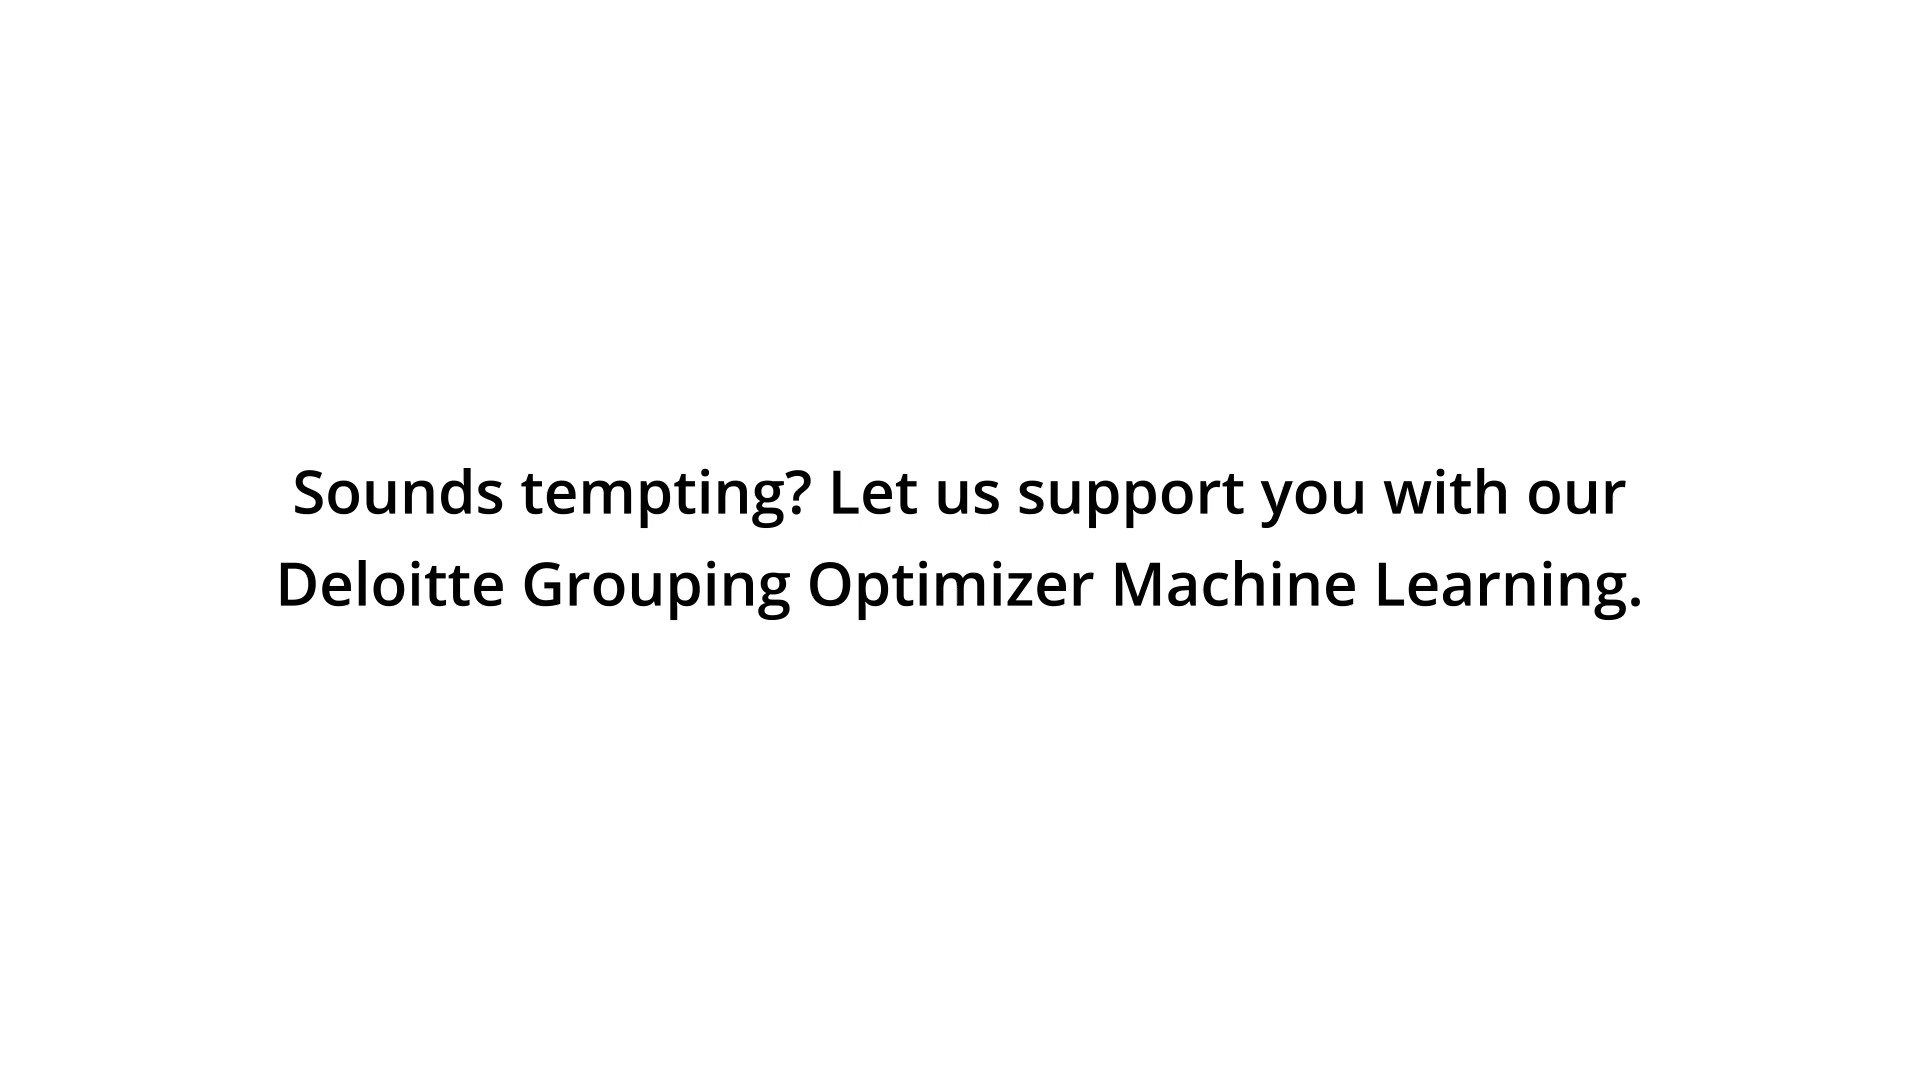 Sounds tempting? Let us support you with our
Deloitte Grouping Optimizer Machine Learning.